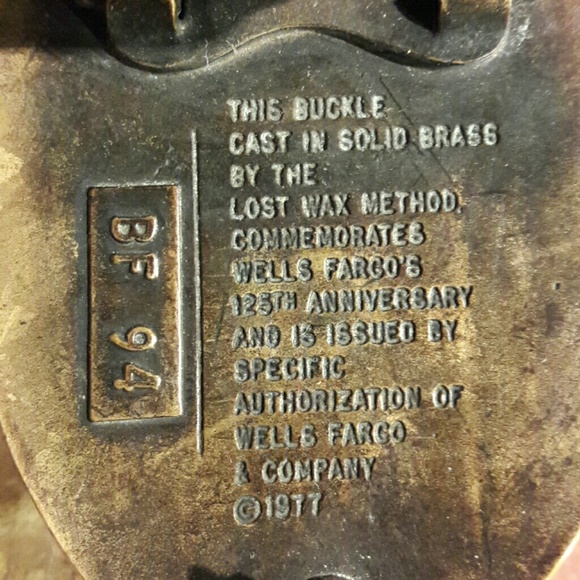 THIS BUCKLE
CAST IN SOLID BRASS
BY THE
LOST WAX METHOD,
COMMEMORATES
WELLS FARGO'S
125TH ANNIVERSARY
AND IS ISSUED BY
SPECIFIC
AUTHORIZATION OF
WELLS FARGO
& COMPANY
©1977
BF 94